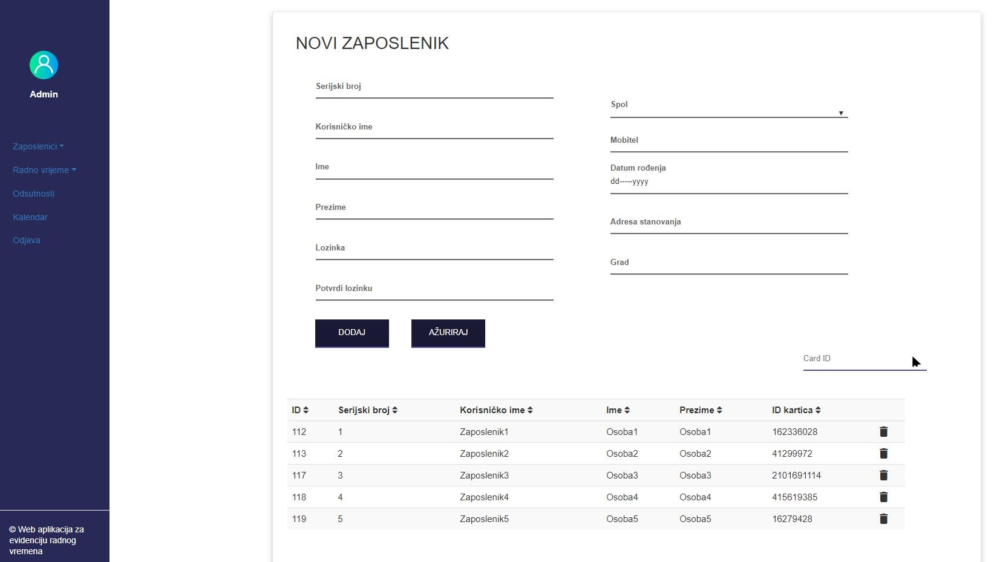 Admin
Zaposlenici
Radno vrijeme
Odsutnosti
Kalendar
Odjava
© Web aplikacija za
evidenciju radnog
vremena
NOVI ZAPOSLENIK
Serijski broj
Korisničko ime
Ime
Prezime
Lozinka
Potvrdi lozinku
Spol
Mobitel
Datum rođenja
dd-----yyyy
Adresa stanovanja
Grad
DODAJ AŽURIRAJ
Card ID
ID Serijski broj Korisničko ime Ime Prezime ID kartica
112 1 Zaposlenik1 Osoba1 Osoba1 162336028
113 2 Zaposlenik2 Osoba2 Osoba2 41299972
117 3 Zaposlenik3 Osoba3 Osoba3 2101691114
118 4 Zaposlenik4 Osoba4 Osoba4 415619385
119 5 Zaposlenik5 Osoba5 Osoba5 16279428